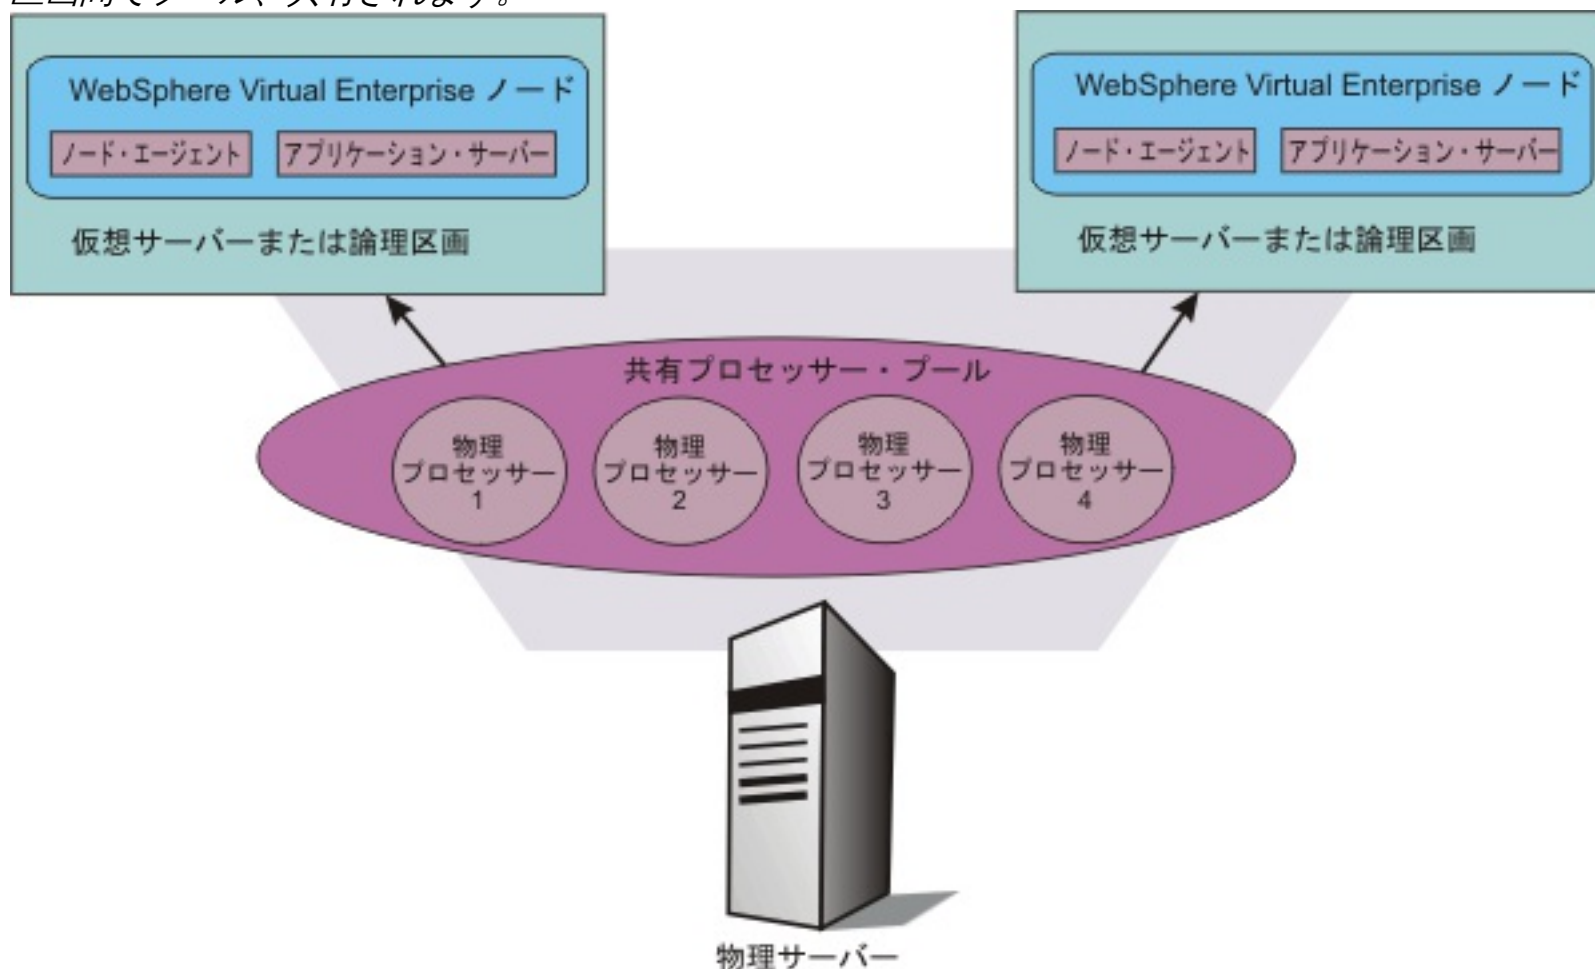 WebSphere Virtual Enterprise ノード
ノード・エージェント
アプリケーション・サーバー
仮想サーバーまたは論理区画
WebSphere Virtual Enterprise ノード
ノード・エージェント
アプリケーション・サーバー
仮想サーバーまたは論理区画
共有プロセッサー・プール
物理
プロセッサー
1
物理
プロセッサー
2
物理
プロセッサー
3
物理
プロセッサー
4
物理サーバー